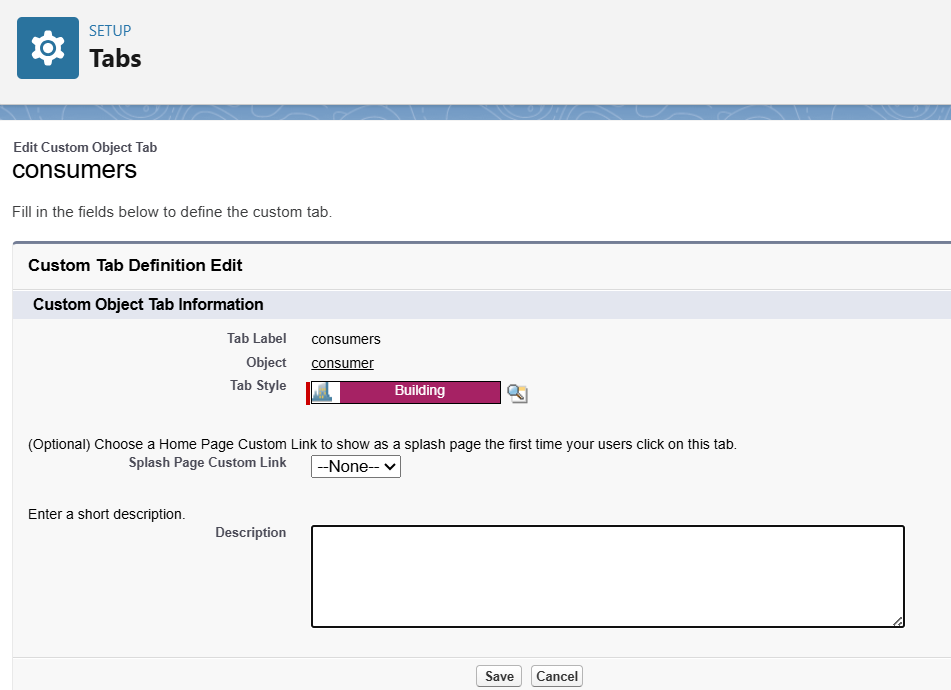 SETUP
Tabs
Edit Custom Object Tab
consumers
Fill in the fields below to define the custom tab.
Custom Tab Definition Edit
Custom Object Tab Information
Tab Label consumers
Object consumer
Tab Style Building
(Optional) Choose a Home Page Custom Link to show as a splash page the first time your users click on this tab.
Splash Page Custom Link --None--
Enter a short description.
Description
Save Cancel